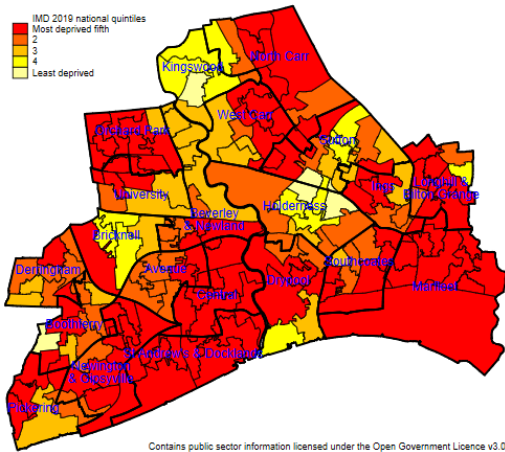 IMD 2019 national quintiles
Most deprived fifth
2
3
4
Least deprived
North Carr
Kingswood
West Carr
Orchard Park
Sutton
Ings
Longhill &
Bilton Grange
University
Holderness
Beverley
& Newland
Bricknell
Derringham
Avenue
Southcoates
Central
Drypool
Marfleet
Boothferry
St Andrew's & Docklands
Newington
& Gipsyville
Pickering
Contains public sector information licensed under the Open Government Licence v3.0